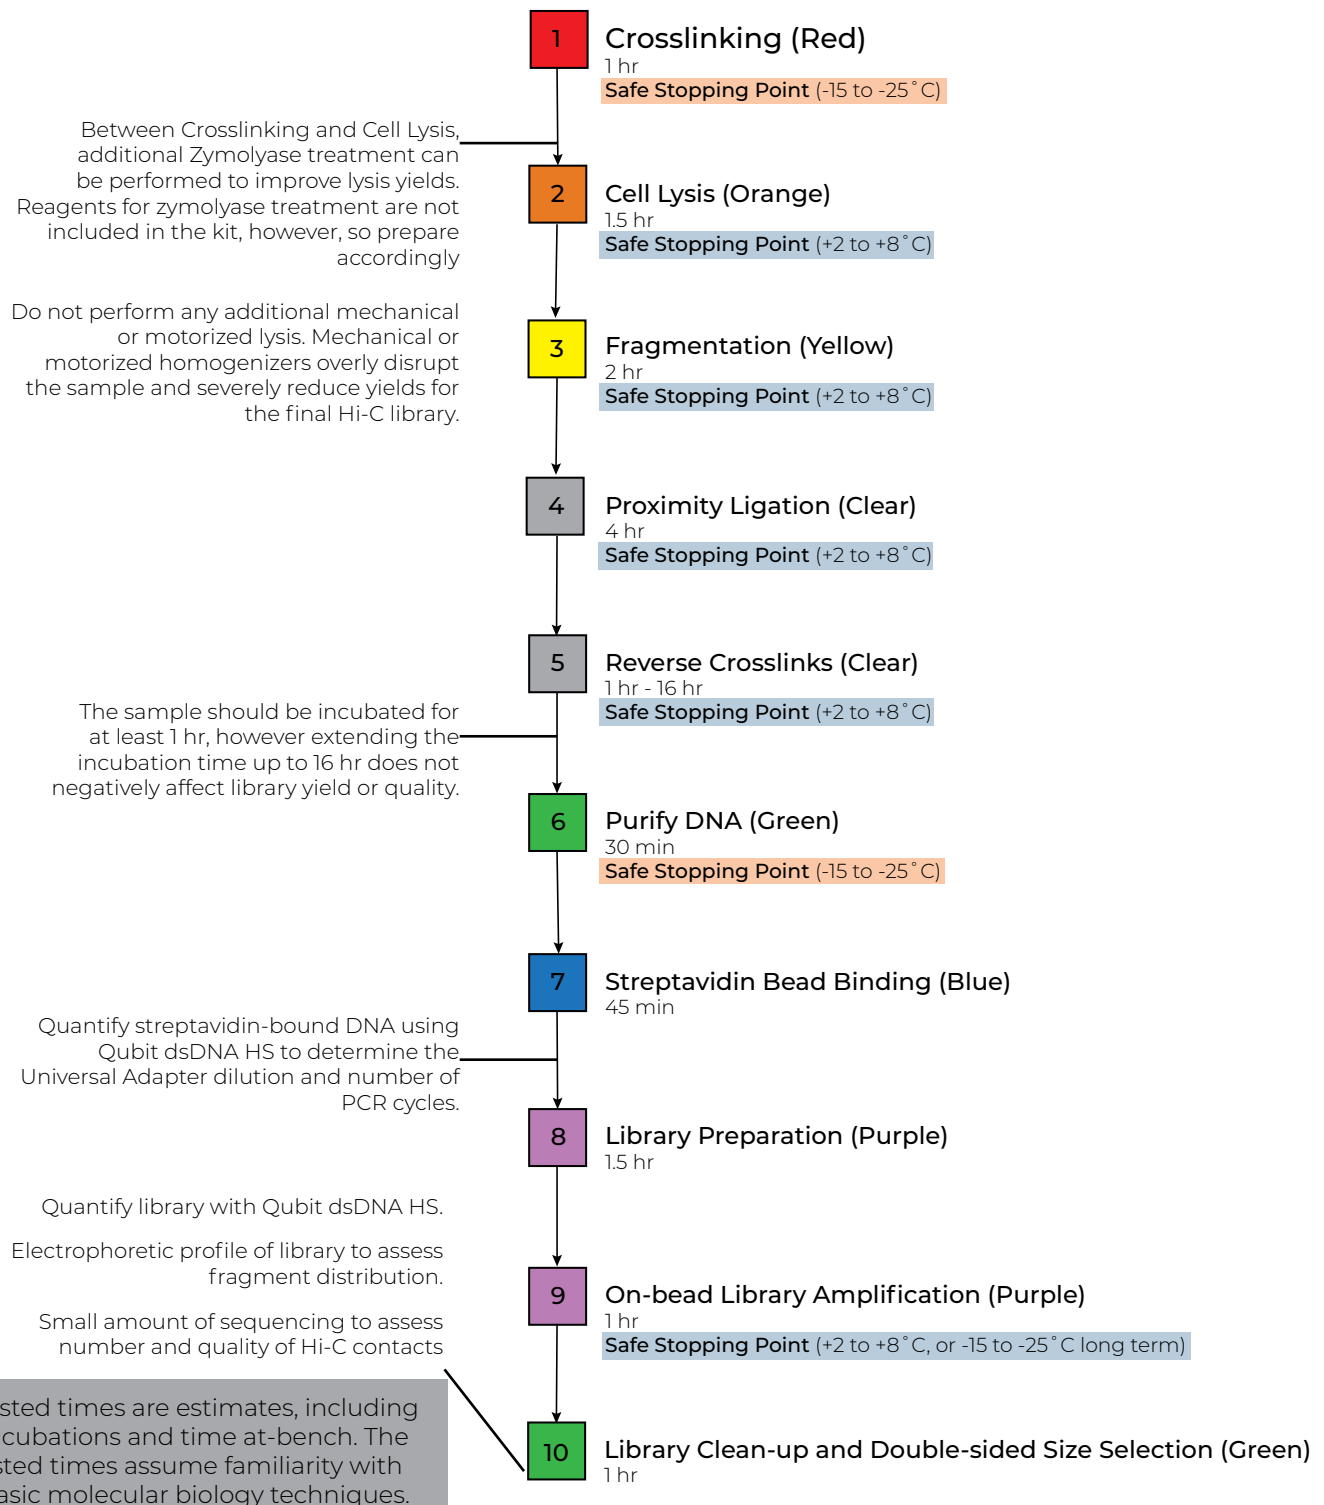 1
Crosslinking (Red)
1 hr
Safe Stopping Point (-15 to -25˚C)
Between Crosslinking and Cell Lysis,
additional Zymolyase treatment can
be performed to improve lysis yields.
Reagents for zymolyase treatment are not
included in the kit, however, so prepare
accordingly
2
Cell Lysis (Orange)
1.5 hr
Safe Stopping Point (+2 to +8˚C)
Do not perform any additional mechanical
or motorized lysis. Mechanical or
motorized homogenizers overly disrupt
the sample and severely reduce yields for
the final Hi-C library.
3
Fragmentation (Yellow)
2 hr
Safe Stopping Point (+2 to +8˚C)
4
Proximity Ligation (Clear)
4 hr
Safe Stopping Point (+2 to +8˚C)
5
Reverse Crosslinks (Clear)
1 hr - 16 hr
Safe Stopping Point (+2 to +8˚C)
The sample should be incubated for
at least 1 hr, however extending the
incubation time up to 16 hr does not
negatively affect library yield or quality.
6
Purify DNA (Green)
30 min
Safe Stopping Point (-15 to -25˚C)
7
Streptavidin Bead Binding (Blue)
45 min
Quantify streptavidin-bound DNA using
Qubit dsDNA HS to determine the
Universal Adapter dilution and number of
PCR cycles.
8
Library Preparation (Purple)
1.5 hr
Quantify library with Qubit dsDNA HS.
Electrophoretic profile of library to assess
fragment distribution.
Small amount of sequencing to assess
number and quality of Hi-C contacts
9
On-bead Library Amplification (Purple)
1 hr
Safe Stopping Point (+2 to +8˚C, or -15 to -25˚C long term)
10
Library Clean-up and Double-sided Size Selection (Green)
1 hr
times are estimates, including
and time at-bench. The
times assume familiarity with
molecular biology techniques.